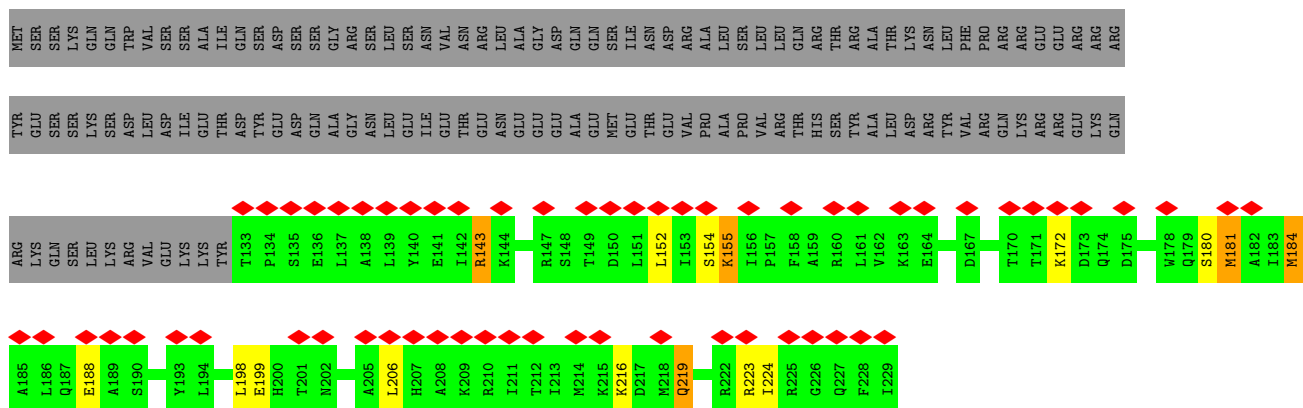 MET SER SER LYS GLN GLN TRP VAL SER SER ALA ILE GLN SER ASP SER SER GLY ARG SER LEU SER ASN VAL ASN ARG LEU ALA GLY ASP GLN GLN SER ILE ASN ASP ARG ALA LEU SER LEU LEU GLN ARG THR ARG ALA THR LYS ASN LEU PHE PRO ARG ARG GLU GLU ARG ARG ARG
TYR GLU SER SER LYS SER ASP LEU ASP ILE GLU THR ASP TYR GLU ASP GLN ALA GLY ASN LEU GLU ILE GLU THR GLU ASN GLU GLU GLU ALA GLU MET GLU THR GLU VAL PRO ALA PRO VAL ARG THR HIS SER TYR ALA LEU ASP ARG TYR VAL ARG GLN LYS ARG ARG GLU LYS GLN
ARG LYS GLN SER LEU LYS ARG VAL GLU LYS LYS TYR T133 P134 S135 E136 L137 A138 L139 Y140 E141 I142 R143 K144 R147 S148 T149 D150 L151 L152 I153 S154 K155 I156 P157 F158 A159 R160 L161 V162 K163 E164 D167 T170 T171 K172 D173 Q174 D175 W178 Q179 S180 M181 A182 I183 M184
A185 L186 Q187 E188 A189 S190 Y193 L194 L198 E199 H200 T201 N202 A205 L206 H207 A208 K209 R210 I211 T212 I213 M214 K215 K216 D217 M218 Q219 R222 R223 I224 R225 G226 Q227 F228 I229